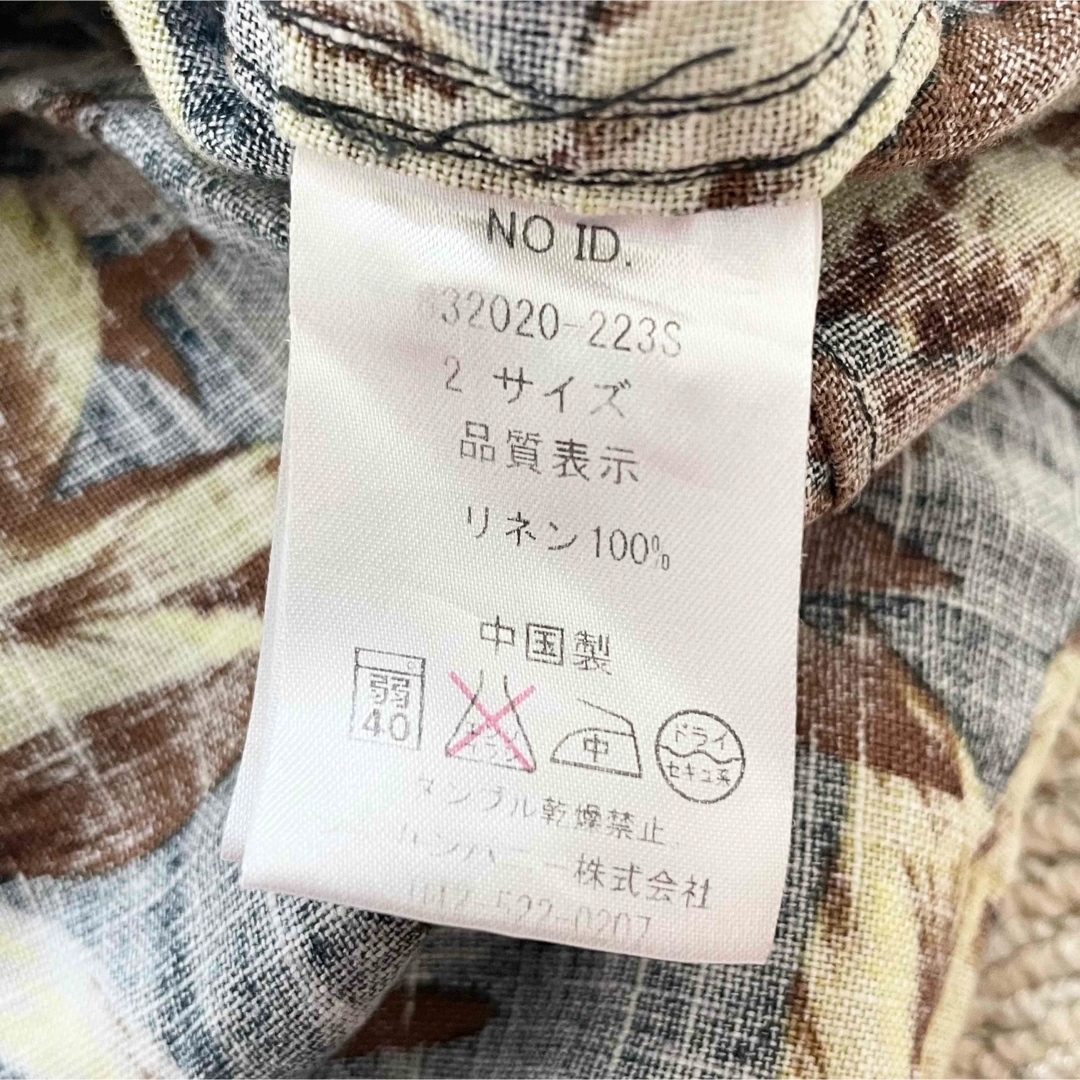 NO ID.
32020-223S
2 サイズ
品質表示
リネン100%
中国製
弱
40
中
ドライ
セキユ系
タンブル乾燥禁止
株式会社
522-0207